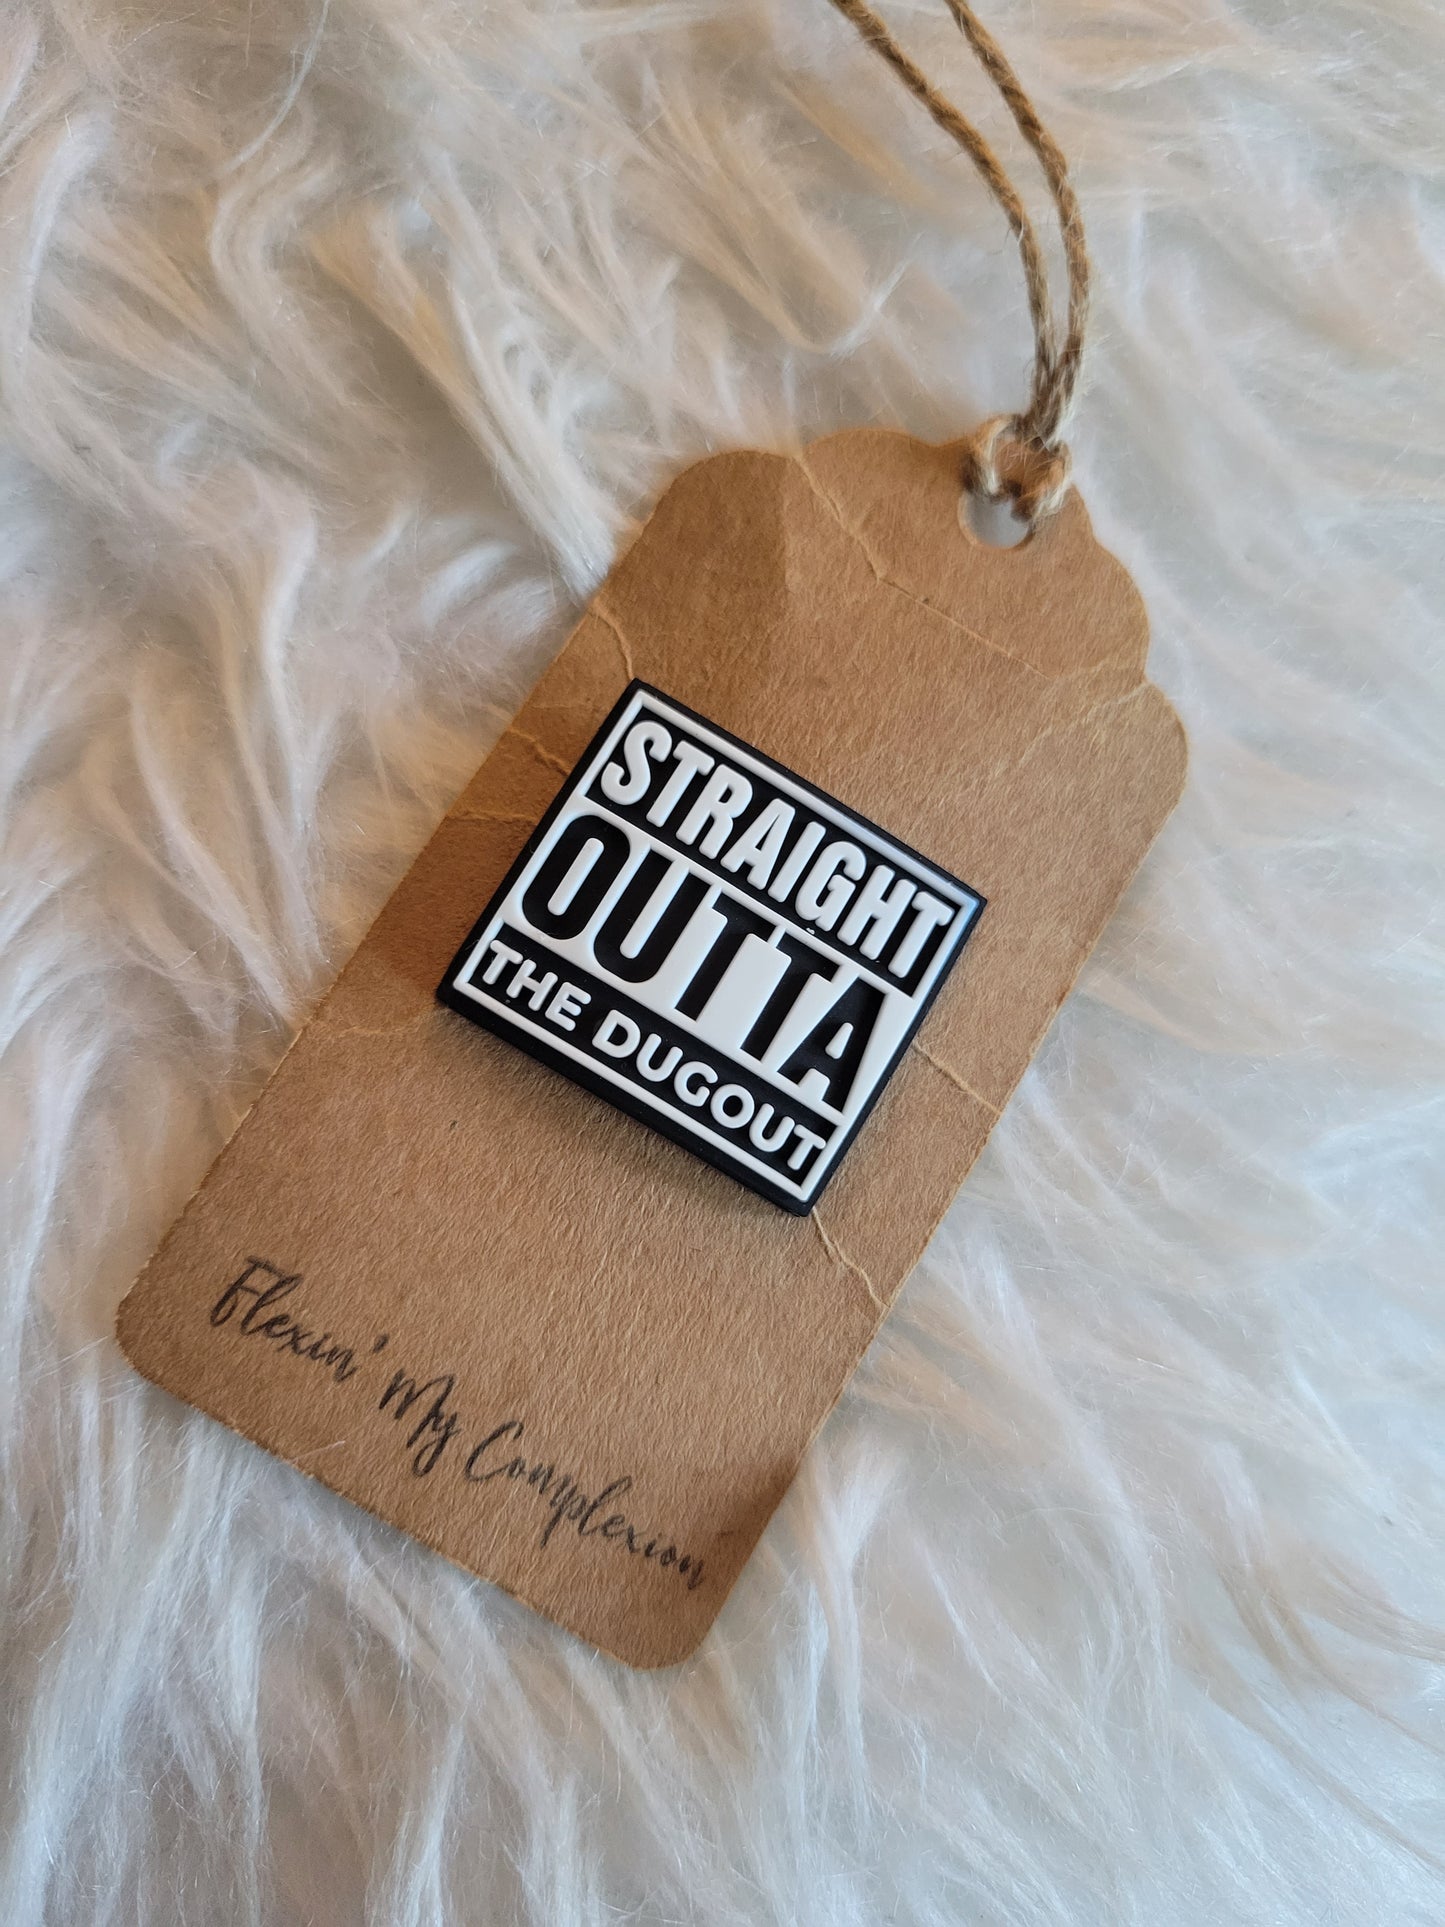 STRAIGHT
OUTTA
THE DUGOUT
Flexin' My Complexion